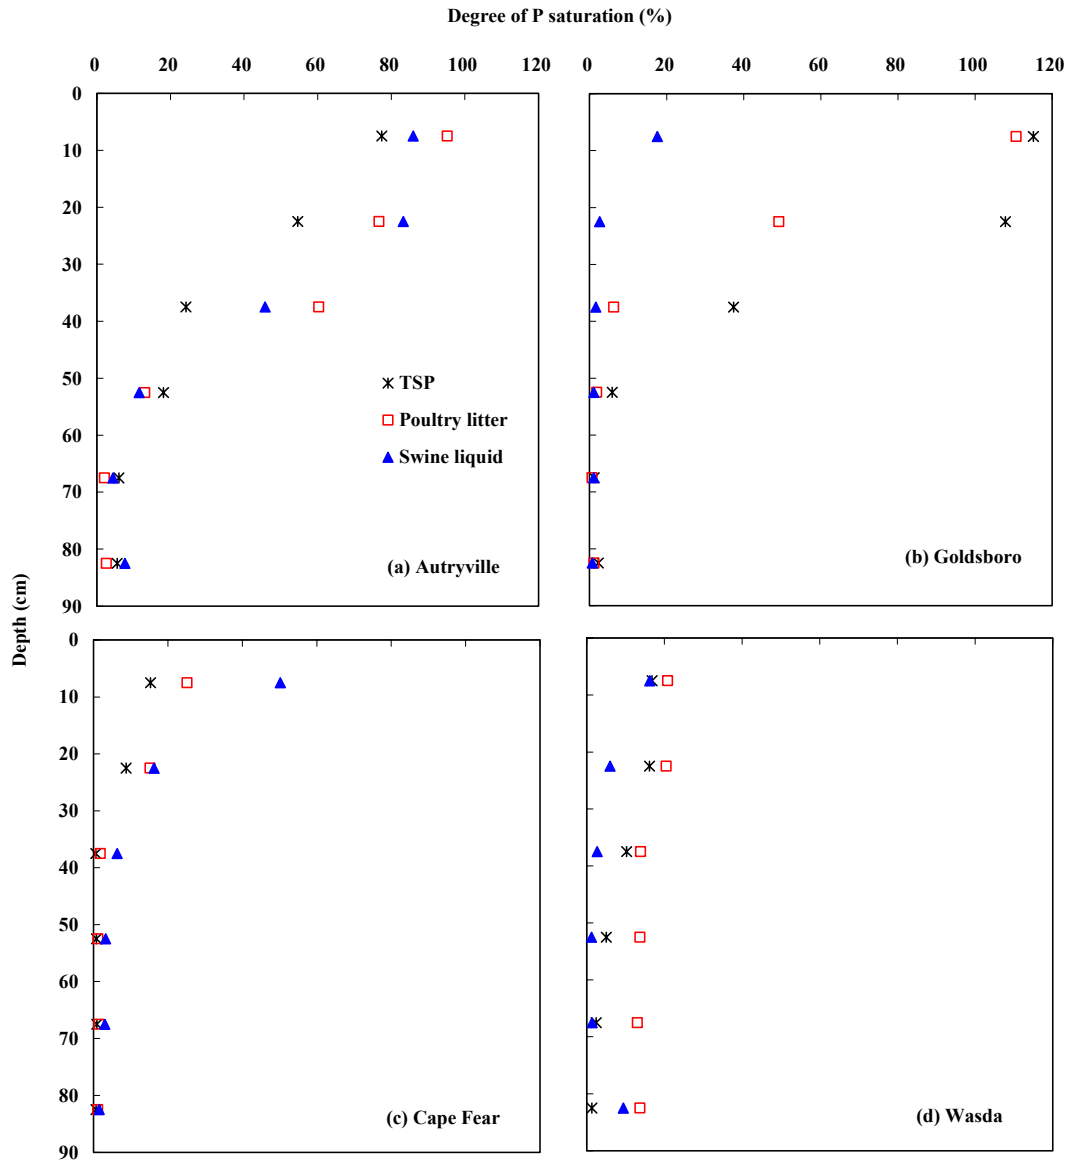 Degree of P saturation (%)
0 20 40 60 80 100 120
0 20 40 60 80 100 120
0
10
20
30
40
50
60
70
80
90
TSP
Poultry litter
Swine liquid
(a) Autryville
(b) Goldsboro
Depth (cm)
0
10
20
30
40
50
60
70
80
90
(c) Cape Fear
(d) Wasda